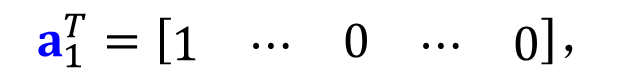 𝐚₁ᵀ = [1 ⋯ 0 ⋯ 0],